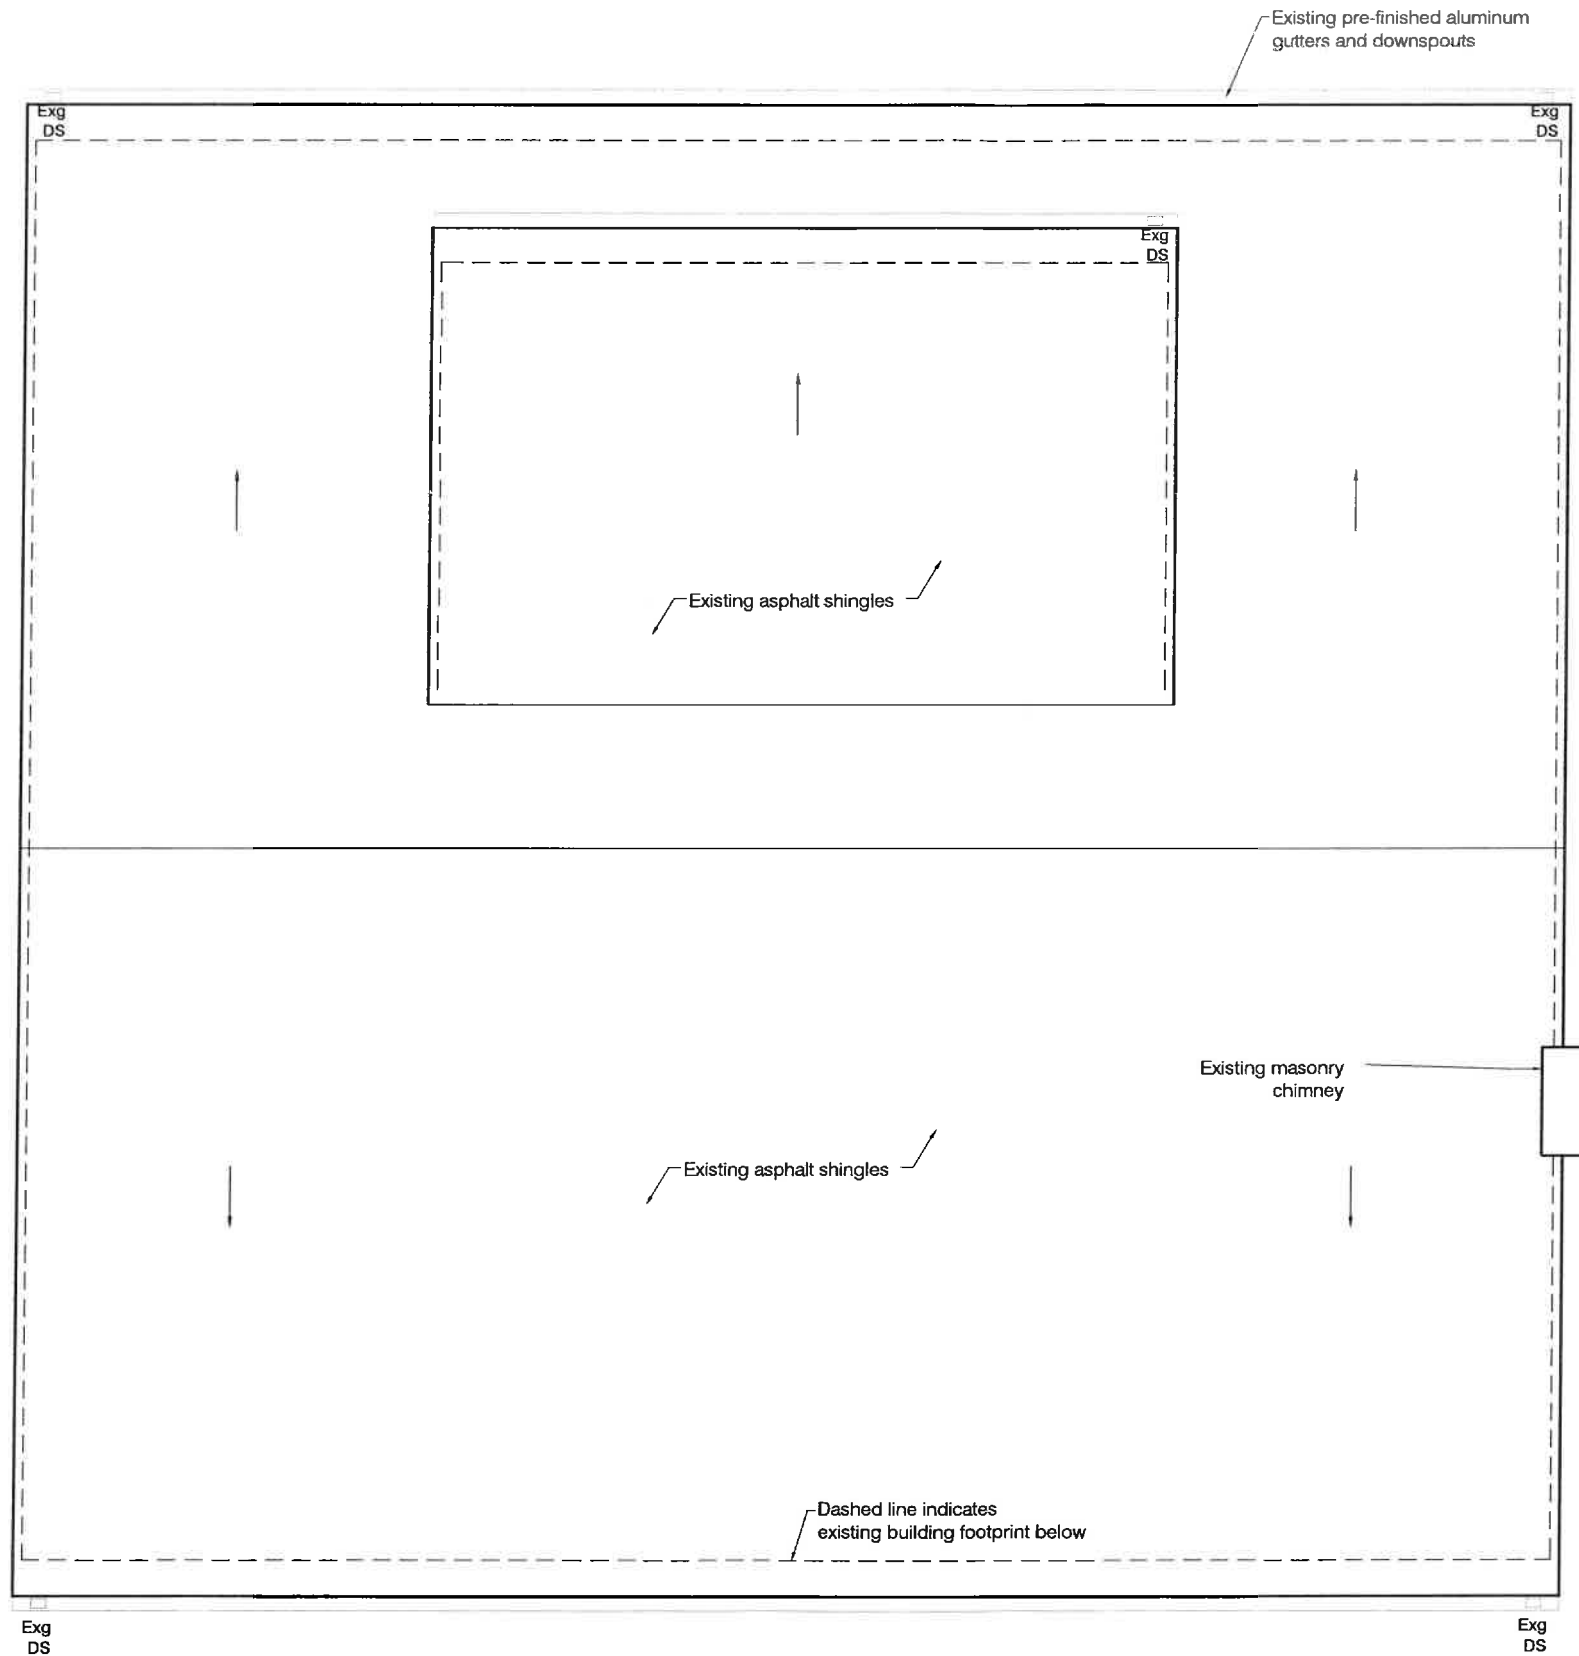 Existing pre-finished aluminum
gutters and downspouts
Exg
DS
Exg
DS
Exg
DS
Existing asphalt shingles
Existing masonry
chimney
Existing asphalt shingles
Dashed line indicates
existing building footprint below
Exg
DS
Exg
DS